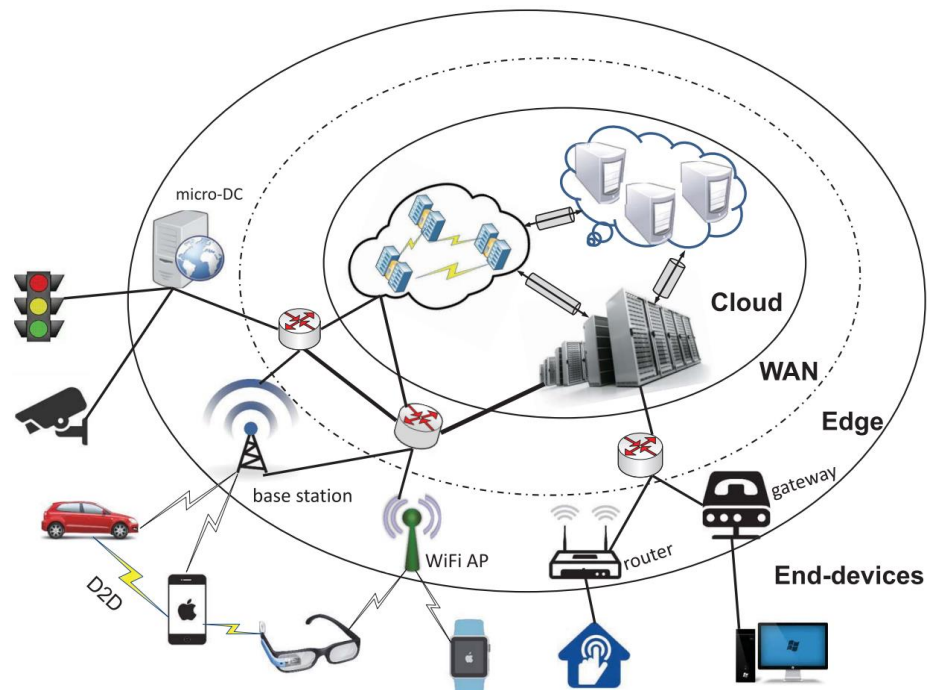 micro-DC
Cloud
WAN
Edge
gateway
base station
WiFi AP
router
End-devices
D2D